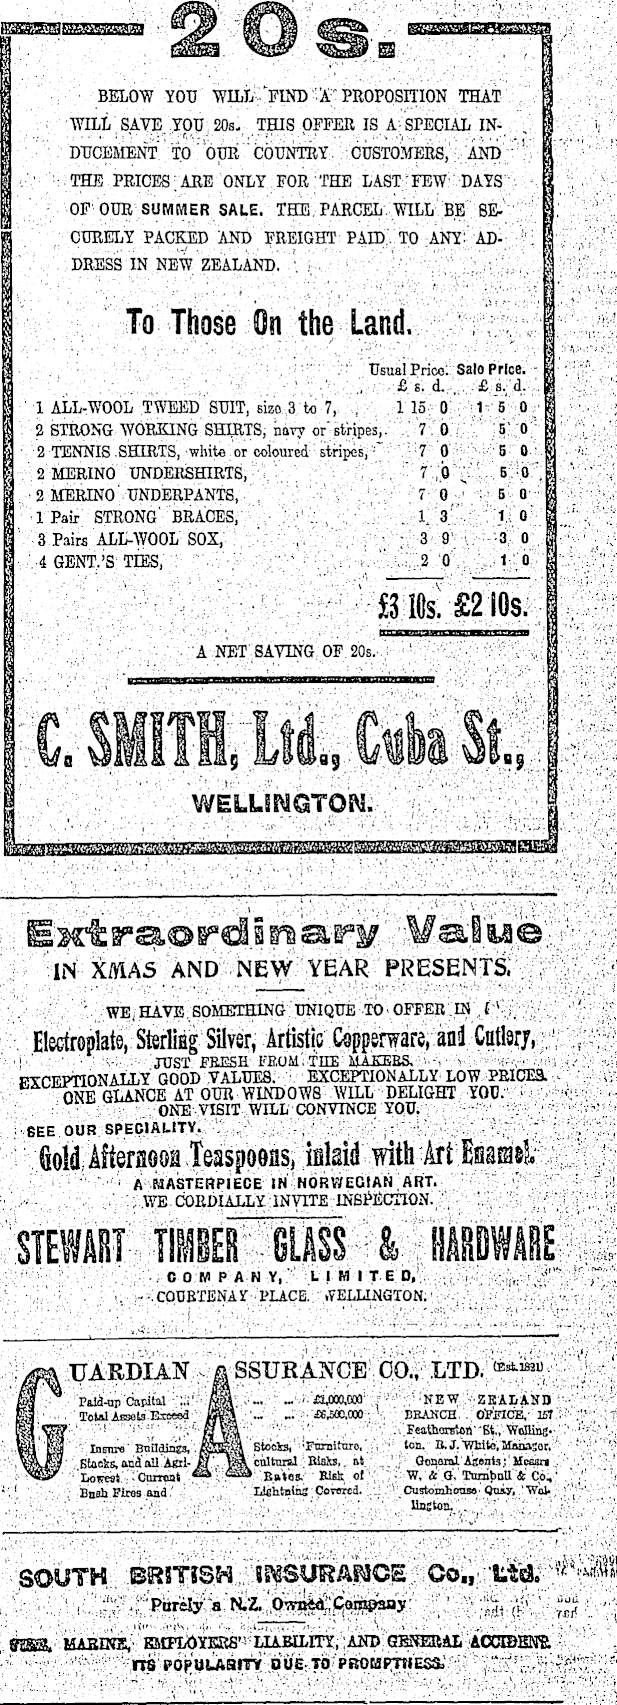 20s.
BELOW YOU WILL FIND A PROPOSITION THAT
WILL SAVE YOU 20s. THIS OFFER IS A SPECIAL IN-
DUCEMENT TO OUR COUNTRY CUSTOMERS, AND
THE PRICES ARE ONLY FOR THE LAST FEW DAYS
OF OUR SUMMER SALE. THE PARCEL WILL BE SE-
CURELY PACKED AND FREIGHT PAID TO ANY AD-
DRESS IN NEW ZEALAND.
To Those On the Land.
Usual Price. Sale Price.
£ s. d. £ s. d.
1 ALL-WOOL TWEED SUIT, size 3 to 7, 1 15 0 1 5 0
2 STRONG WORKING SHIRTS, navy or stripes, 7 0 5 0
2 TENNIS SHIRTS, white or coloured stripes, 7 0 5 0
2 MERINO UNDERSHIRTS, 7 0 5 0
2 MERINO UNDERPANTS, 7 0 5 0
1 Pair STRONG BRACES, 1 3 1 0
3 Pairs ALL-WOOL SOX, 3 9 3 0
4 GENT.'S TIES, 2 0 1 0
£3 10s. £2 10s.
A NET SAVING OF 20s.
C. SMITH, Ltd., Cuba St.,
WELLINGTON.
Extraordinary Value
IN XMAS AND NEW YEAR PRESENTS.
WE HAVE SOMETHING UNIQUE TO OFFER IN
Electroplate, Sterling Silver, Artistic Copperware, and Cutlery,
JUST FRESH FROM THE MAKERS.
EXCEPTIONALLY GOOD VALUES. EXCEPTIONALLY LOW PRICES.
ONE GLANCE AT OUR WINDOWS WILL DELIGHT YOU.
ONE VISIT WILL CONVINCE YOU.
SEE OUR SPECIALITY.
Gold Afternoon Teaspoons, inlaid with Art Enamel.
A MASTERPIECE IN NORWEGIAN ART.
WE CORDIALLY INVITE INSPECTION.
STEWART TIMBER GLASS & HARDWARE
COMPANY, LIMITED,
COURTENAY PLACE, WELLINGTON.
GUARDIAN ASSURANCE CO., LTD. (Est. 1821)
Paid-up Capital ... ... ... £1,000,000
Total Assets Exceed ... ... £6,500,000
Insure Buildings, Stocks, Furniture,
Stacks, and all Agri- cultural Risks, at
Lowest Current Rates. Risk of
Bush Fires and Lightning Covered.
NEW ZEALAND
BRANCH OFFICE, 157
Featherston St., Welling-
ton. R. J. White, Manager.
General Agents: Messrs
W. & G. Turnbull & Co.,
Customhouse Quay, Wel-
lington.
SOUTH BRITISH INSURANCE Co., Ltd.
Purely a N.Z. Owned Company
FIRE, MARINE, EMPLOYERS' LIABILITY, AND GENERAL ACCIDENT.
ITS POPULARITY DUE TO PROMPTNESS.